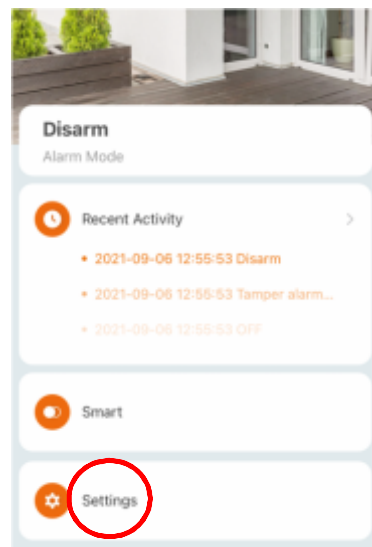 Disarm
Alarm Mode
Recent Activity
• 2021-09-06 12:55:53 Disarm
• 2021-09-06 12:55:53 Tamper alarm...
• 2021-09-06 12:55:53 OFF
Smart
Settings